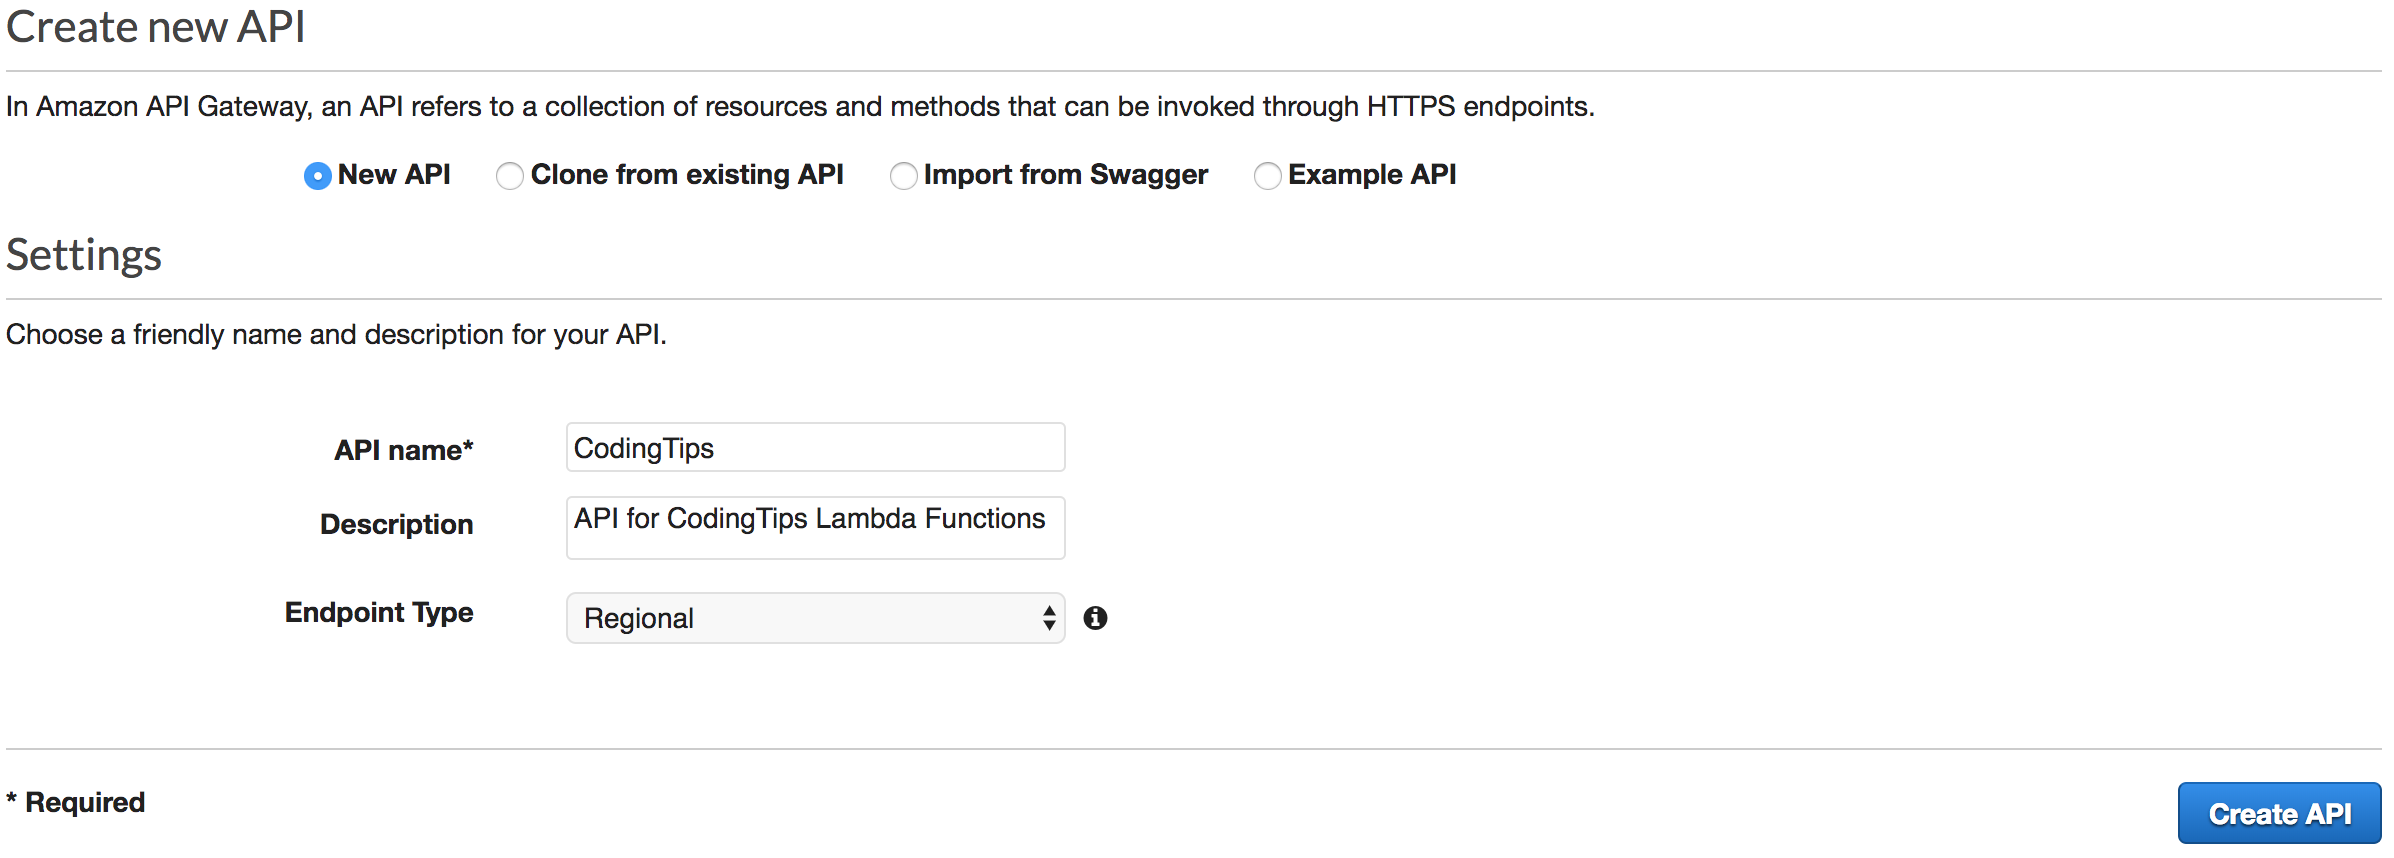 Create new API
In Amazon API Gateway, an API refers to a collection of resources and methods that can be invoked through HTTPS endpoints.
New API Clone from existing API Import from Swagger Example API
Settings
Choose a friendly name and description for your API.
API name* CodingTips
Description API for CodingTips Lambda Functions
Endpoint Type Regional
* Required
Create API